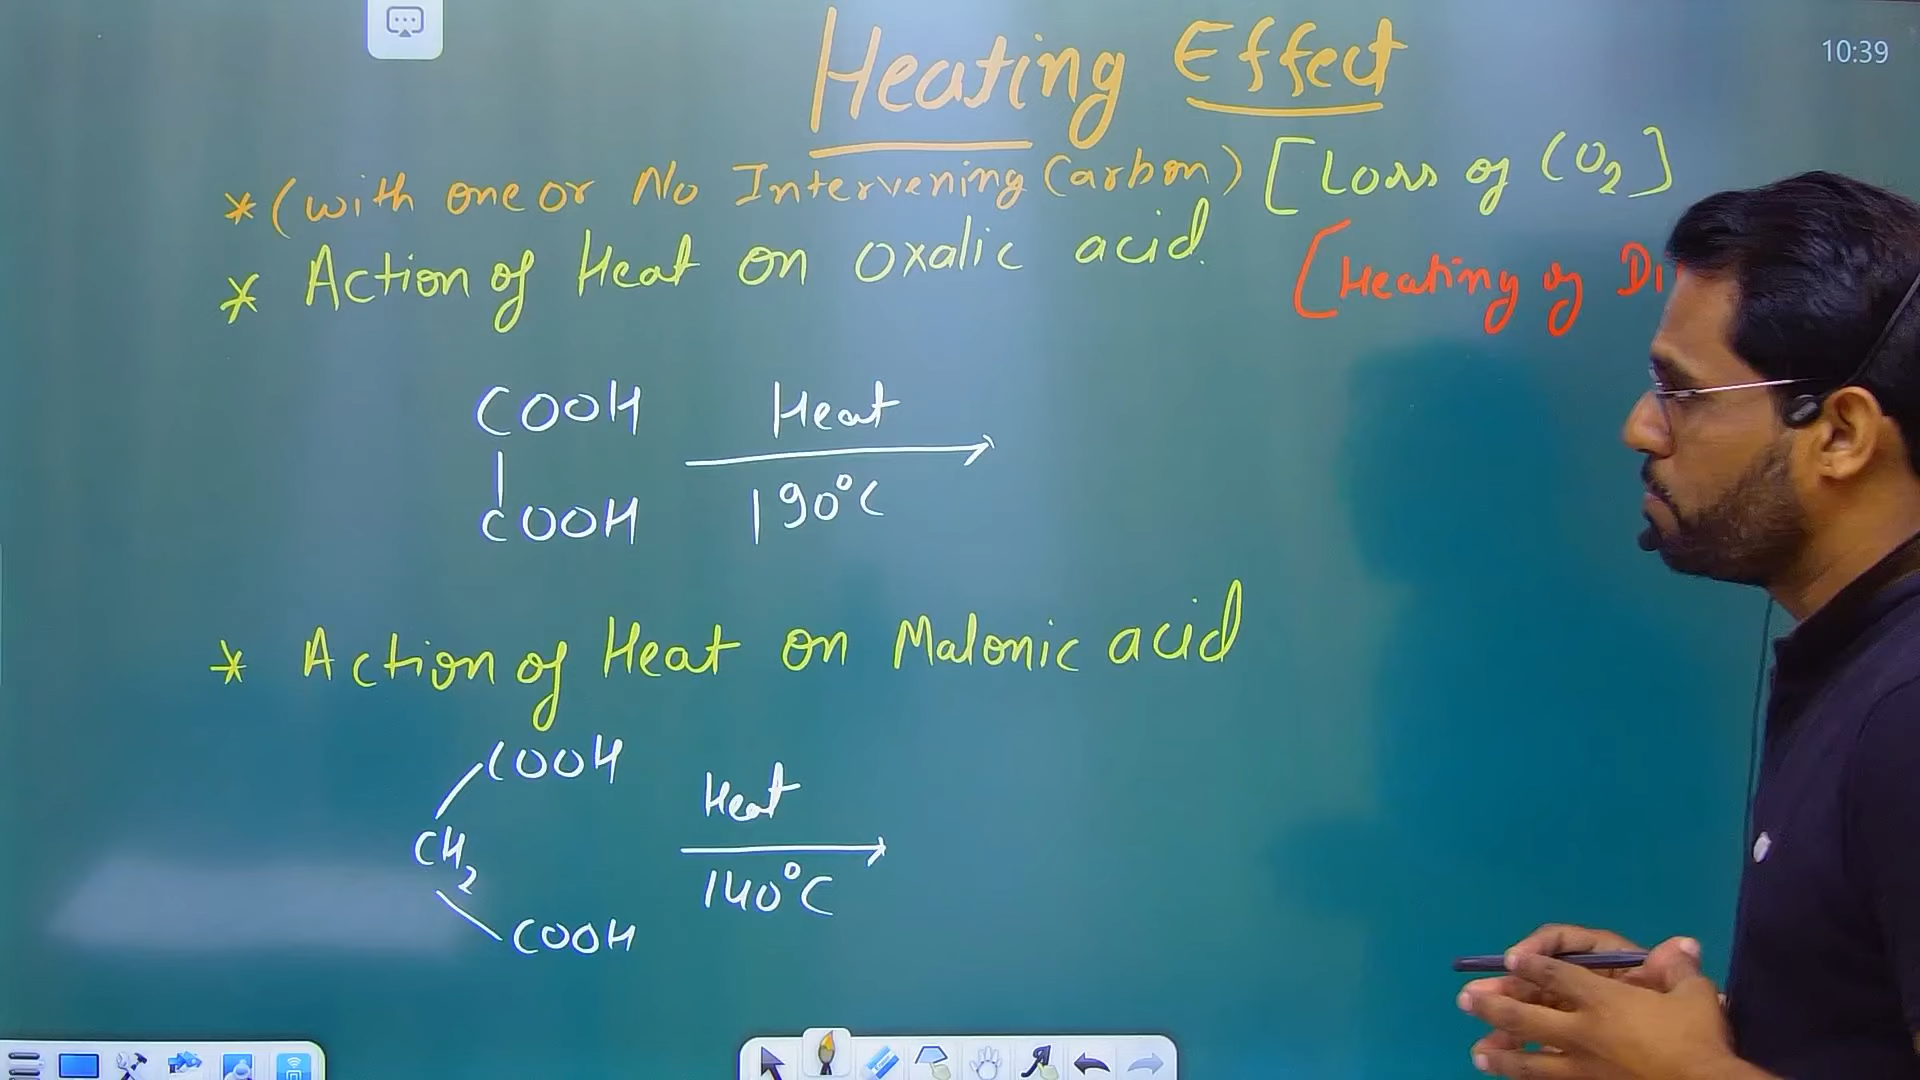 10:39
Heating Effect
* (with one or No Intervening Carbon) [Loss of CO₂]
* Action of Heat on Oxalic acid. [Heating of Di
COOH Heat
COOH 190°C
* Action of Heat on Malonic acid
COOH Heat
CH₂
140°C
COOH